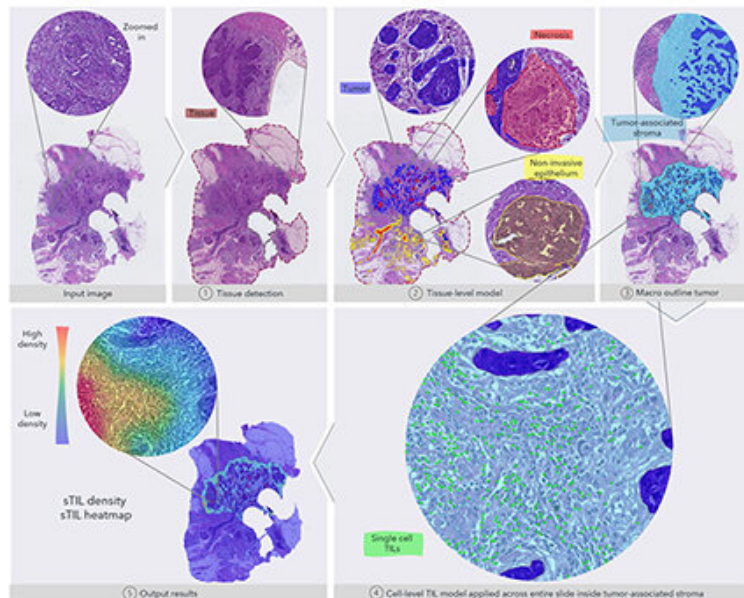 Zoomed
in
Input image
Tissue
① Tissue detection
Tumor
Necrosis
Non-invasive
epithelium
② Tissue-level model
Tumor-associated
stroma
③ Macro outline tumor
Single cell
TILs
④ Cell-level TIL model applied across entire slide inside tumor-associated stroma
High
density
Low
density
sTIL density
sTIL heatmap
⑤ Output results